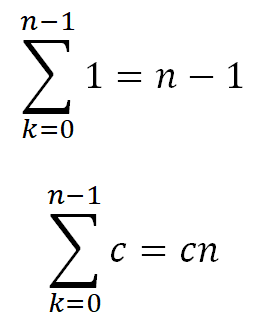 n−1
∑ 1 = n − 1
k=0
n−1
∑ c = cn
k=0